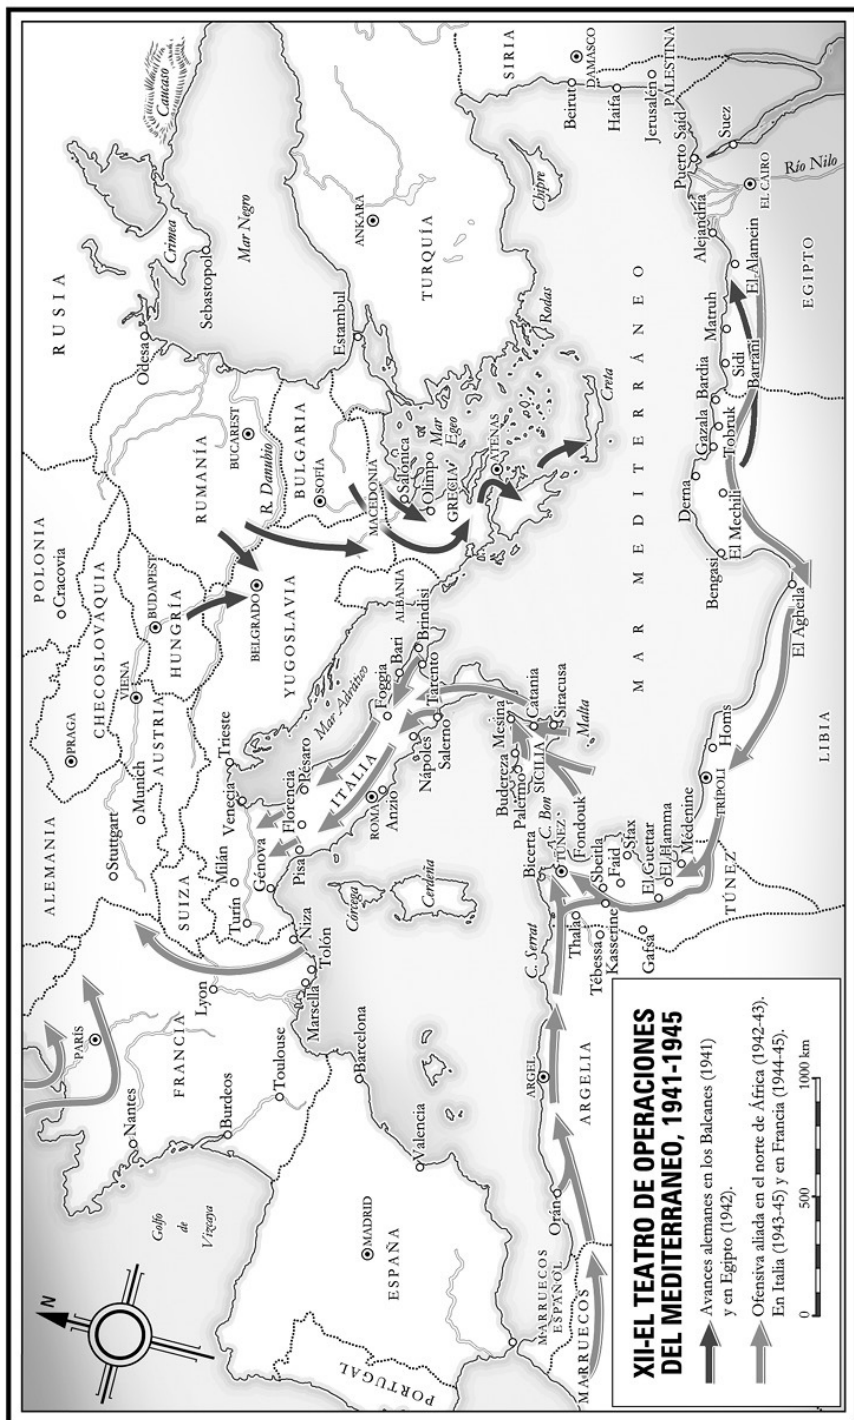 XII-EL TEATRO DE OPERACIONES
DEL MEDITERRANEO, 1941-1945
Avances alemanes en los Balcanes (1941)
y en Egipto (1942).
Ofensiva aliada en el norte de África (1942-43).
En Italia (1943-45) y en Francia (1944-45).
0
500
1000 km
N
Golfo
de
Vizcaya
PORTUGAL
ESPAÑA
MADRID
Valencia
Barcelona
FRANCIA
PARÍS
Nantes
Burdeos
Toulouse
Lyon
Marsella
Tolón
Niza
ALEMANIA
Stuttgart
Munich
SUIZA
AUSTRIA
VIENA
PRAGA
CHECOSLOVAQUIA
POLONIA
Cracovia
HUNGRÍA
BUDAPEST
RUMANÍA
BUCAREST
R. Danubio
BULGARIA
SOFÍA
YUGOSLAVIA
BELGRADO
MACEDONIA
ALBANIA
GRECIA
Salónica
Olimpo
ATENAS
Mar
Egeo
Creta
Rodas
RUSIA
Odesa
Crimea
Sebastopol
Caucaso
Mar Negro
Estambul
ANKARA
TURQUÍA
Chipre
SIRIA
DAMASCO
Beiruto
Haifa
Jerusalén
PALESTINA
Turín
Milán
Génova
Venecia
Trieste
Pisa
Florencia
Pésaro
ITALIA
ROMA
Anzio
Nápoles
Salerno
Foggia
Bari
Brindisi
Tarento
Mar Adriático
Córcega
Cerdeña
Budereza
Palermo
Mesina
SICILIA
Catania
Siracusa
Malta
MAR MEDITERRÁNEO
MARRUECOS
ESPAÑOL
MARRUECOS
Orán
ARGEL
ARGELIA
C. Serrat
Bicerta
C. Bon
TÚNEZ
Fondouk
Thala
Tébessa
Kasserine
Sbeitla
Faid
Sfax
Gafsa
El Guettar
El Hamma
Médenine
TÚNEZ
TRÍPOLI
Homs
LIBIA
El Agheila
Bengasi
El Mechili
Derna
Gazala
Tobruk
Bardia
Sidi
Barrani
Matruh
El Alamein
Alejandría
Puerto Saíd
Suez
EL CAIRO
Río Nilo
EGIPTO